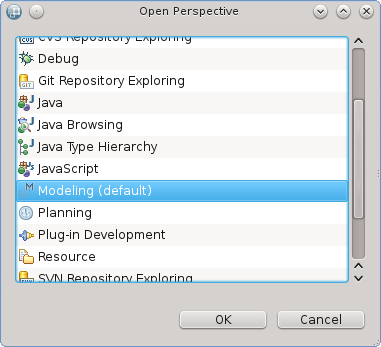 Open Perspective
CVS Repository Exploring
Debug
Git Repository Exploring
Java
Java Browsing
Java Type Hierarchy
JavaScript
Modeling (default)
Planning
Plug-in Development
Resource
SVN Repository Exploring
OK
Cancel